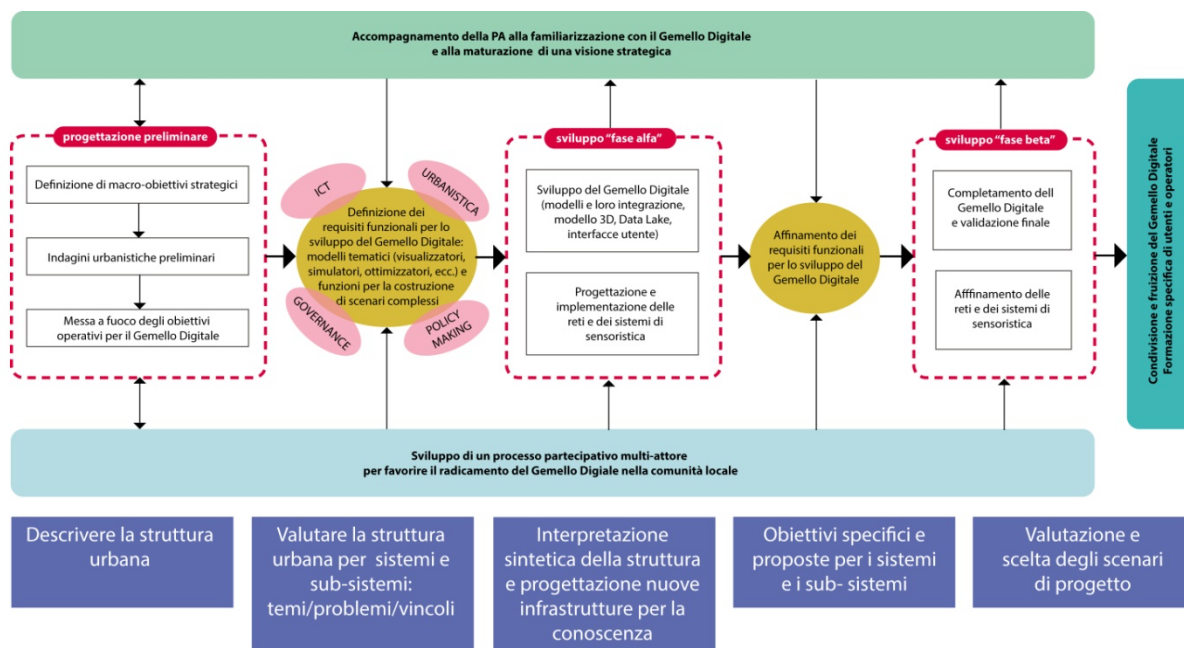 Accompagnamento della PA alla familiarizzazione con il Gemello Digitale
e alla maturazione di una visione strategica
progettazione preliminare
Definizione di macro-obiettivi strategici
Indagini urbanistiche preliminari
Messa a fuoco degli obiettivi
operativi per il Gemello Digitale
ICT
URBANISTICA
Definizione dei
requisiti funzionali per lo
sviluppo del Gemello Digitale:
modelli tematici (visualizzatori,
simulatori, ottimizzatori, ecc.) e
funzioni per la costruzione
di scenari complessi
GOVERNANCE
POLICY
MAKING
sviluppo "fase alfa"
Sviluppo del Gemello Digitale
(modelli e loro integrazione,
modello 3D, Data Lake,
interfacce utente)
Progettazione e
implementazione delle
reti e dei sistemi di
sensoristica
Affinamento dei
requisiti funzionali
per lo sviluppo del
Gemello Digitale
sviluppo "fase beta"
Completamento dell
Gemello Digitale
e validazione finale
Afffinamento delle
reti e dei sistemi di
sensoristica
Condivisione e fruizione del Gemello Digitale
Formazione specifica di utenti e operatori
Sviluppo di un processo partecipativo multi-attore
per favorire il radicamento del Gemello Digiale nella comunità locale
Descrivere la struttura
urbana
Valutare la struttura
urbana per sistemi e
sub-sistemi:
temi/problemi/vincoli
Interpretazione
sintetica della struttura
e progettazione nuove
infrastrutture per la
conoscenza
Obiettivi specifici e
proposte per i sistemi
e i sub- sistemi
Valutazione e
scelta degli scenari
di progetto